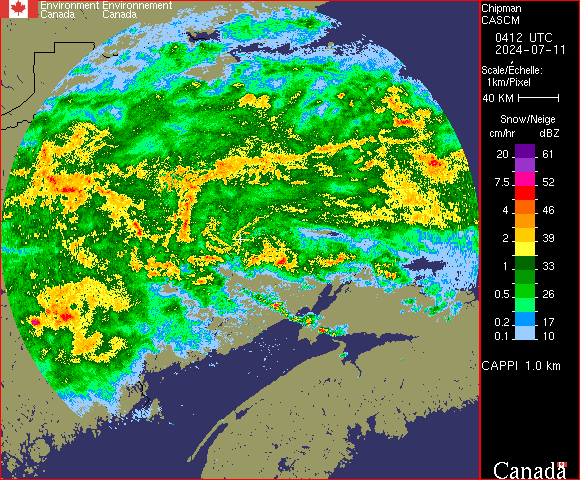 Environment Environnement
Canada Canada
Chipman
CASCM
0412 UTC
2024-07-11
Scale/Échelle:
1km/Pixel
40 KM
Snow/Neige
cm/hr dBZ
20 61
7.5 52
4 46
2 39
1 33
0.5 26
0.2 17
0.1 10
CAPPI 1.0 km
Canada